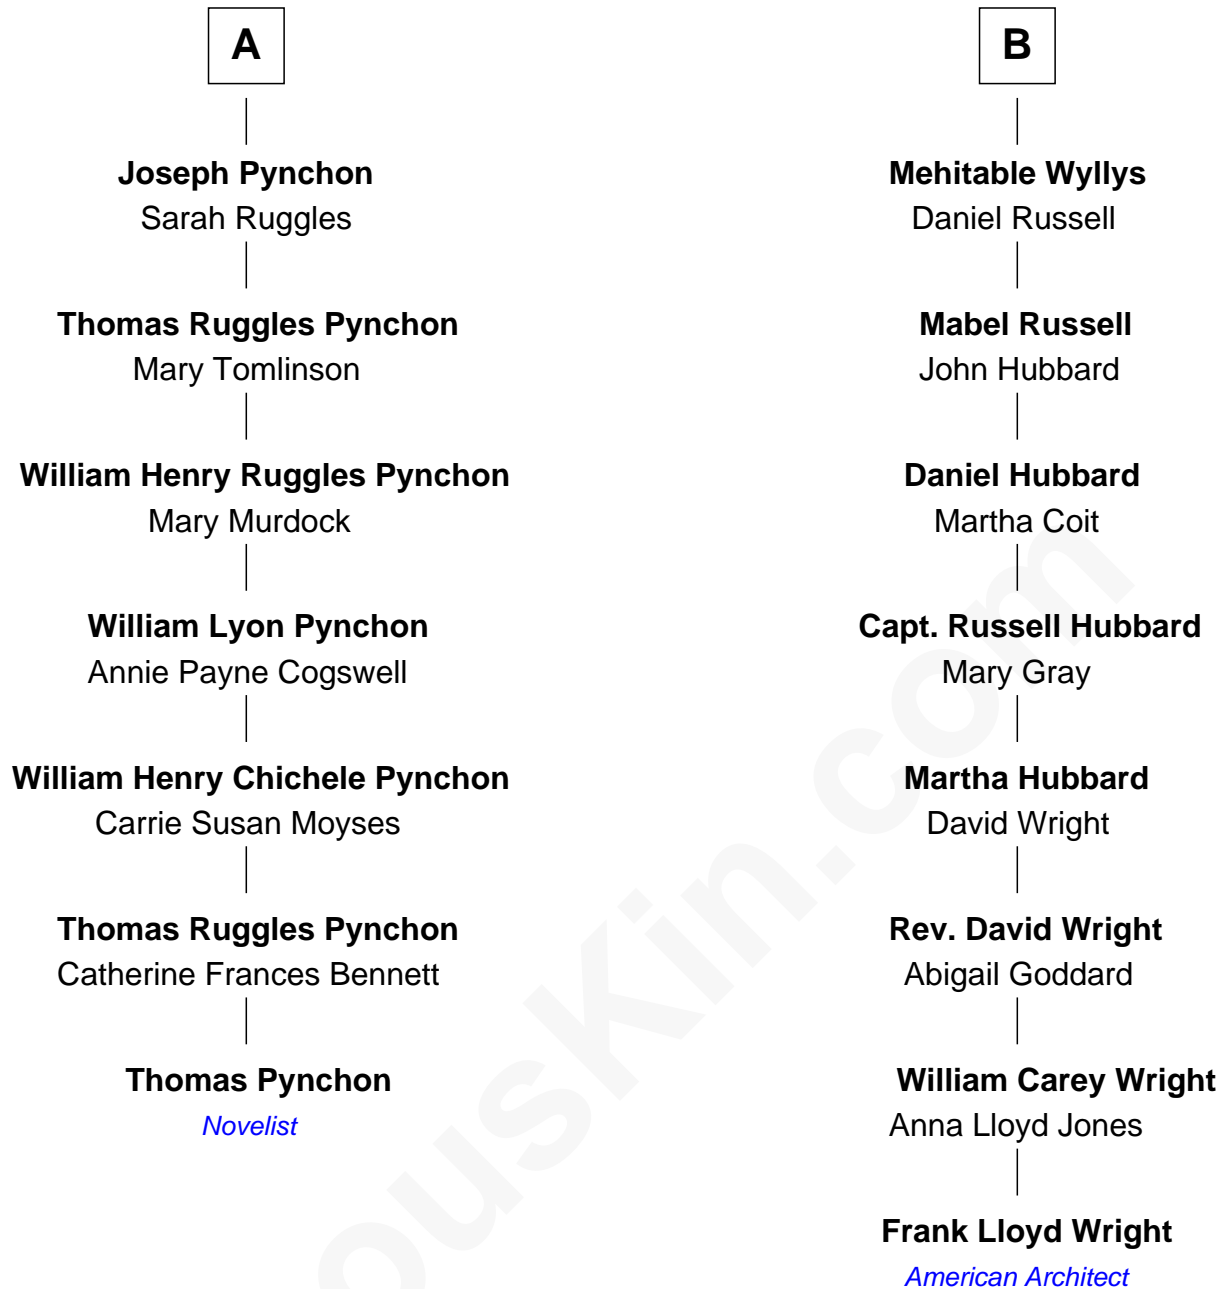 A
Joseph Pynchon
Sarah Ruggles
Thomas Ruggles Pynchon
Mary Tomlinson
William Henry Ruggles Pynchon
Mary Murdock
William Lyon Pynchon
Annie Payne Cogswell
William Henry Chichele Pynchon
Carrie Susan Moyses
Thomas Ruggles Pynchon
Catherine Frances Bennett
Thomas Pynchon
Novelist
B
Mehitable Wyllys
Daniel Russell
Mabel Russell
John Hubbard
Daniel Hubbard
Martha Coit
Capt. Russell Hubbard
Mary Gray
Martha Hubbard
David Wright
Rev. David Wright
Abigail Goddard
William Carey Wright
Anna Lloyd Jones
Frank Lloyd Wright
American Architect
ousKin.com